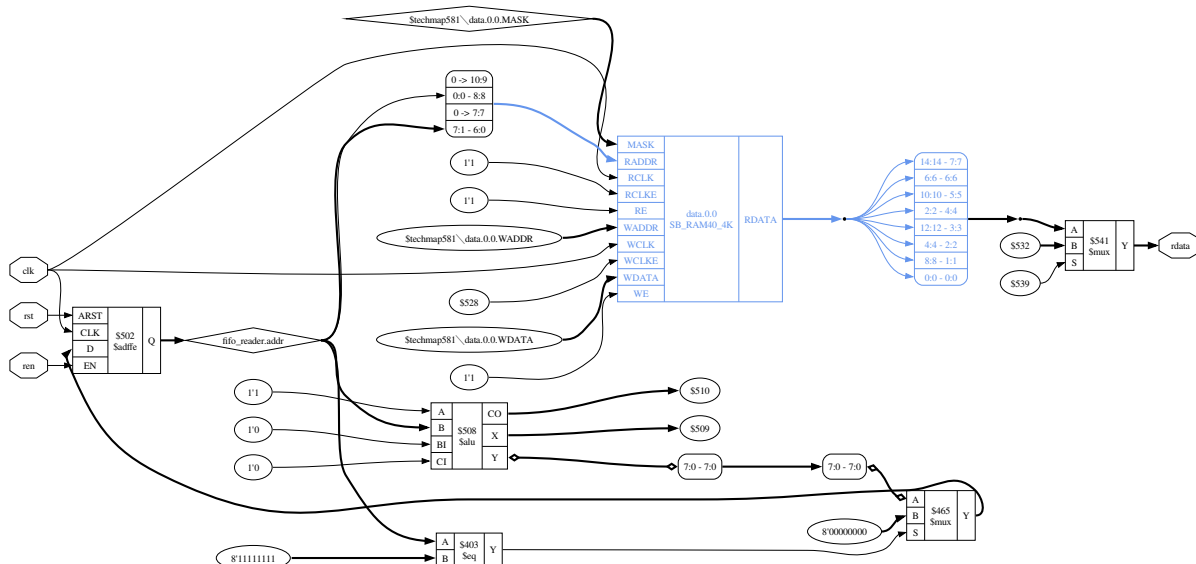 $techmap581\data.0.0.MASK
0 -> 10:9
0:0 - 8:8
0 -> 7:7
7:1 - 6:0
1'1
1'1
$techmap581\data.0.0.WADDR
$528
$techmap581\data.0.0.WDATA
1'1
MASK
RADDR
RCLK
RCLKE
RE
WADDR
WCLK
WCLKE
WDATA
WE
data.0.0
SB_RAM40_4K
RDATA
14:14 - 7:7
6:6 - 6:6
10:10 - 5:5
2:2 - 4:4
12:12 - 3:3
4:4 - 2:2
8:8 - 1:1
0:0 - 0:0
$532
$539
A
B
S
$541
$mux
Y
rdata
clk
rst
ren
ARST
CLK
D
EN
$502
$adffe
Q
fifo_reader.addr
1'1
1'0
1'0
A
B
BI
CI
$508
$alu
CO
X
Y
$510
$509
7:0 - 7:0
7:0 - 7:0
8'00000000
A
B
S
$465
$mux
Y
8'11111111
A
B
$403
$eq
Y